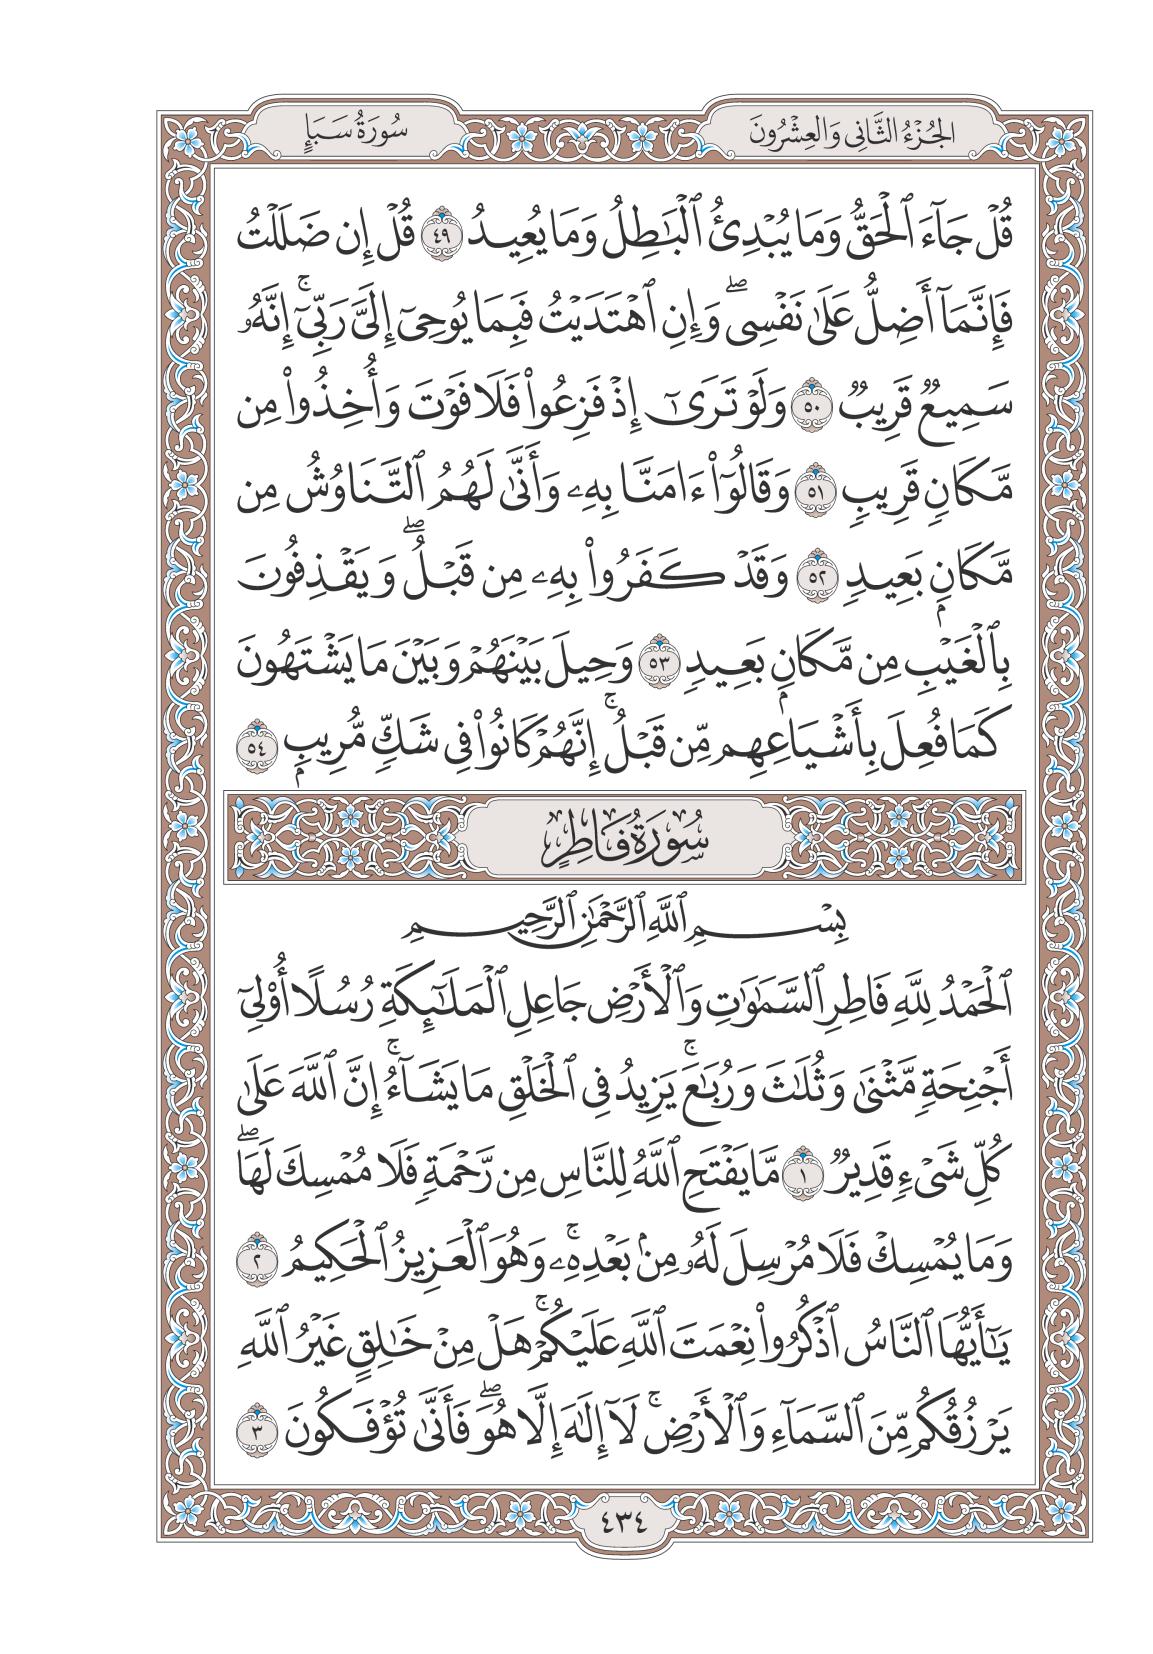 الجُزْءُ الثَّانِي وَالعِشْرُونَ
سُورَةُ سَبَإٍ
قُلْ جَآءَ ٱلْحَقُّ وَمَا يُبْدِئُ ٱلْبَٰطِلُ وَمَا يُعِيدُ ٤٩ قُلْ إِن ضَلَلْتُ
فَإِنَّمَآ أَضِلُّ عَلَىٰ نَفْسِىۖ وَإِنِ ٱهْتَدَيْتُ فَبِمَا يُوحِىٓ إِلَىَّ رَبِّىٓۚ إِنَّهُۥ
سَمِيعٌ قَرِيبٌ ٥٠ وَلَوْ تَرَىٰٓ إِذْ فَزِعُوا۟ فَلَا فَوْتَ وَأُخِذُوا۟ مِن
مَّكَانٍ قَرِيبٍ ٥١ وَقَالُوٓا۟ ءَامَنَّا بِهِۦ وَأَنَّىٰ لَهُمُ ٱلتَّنَاوُشُ مِن
مَّكَانٍۭ بَعِيدٍ ٥٢ وَقَدْ كَفَرُوا۟ بِهِۦ مِن قَبْلُۖ وَيَقْذِفُونَ
بِٱلْغَيْبِ مِن مَّكَانٍۭ بَعِيدٍ ٥٣ وَحِيلَ بَيْنَهُمْ وَبَيْنَ مَا يَشْتَهُونَ
كَمَا فُعِلَ بِأَشْيَاعِهِم مِّن قَبْلُۚ إِنَّهُمْ كَانُوا۟ فِى شَكٍّ مُّرِيبٍۭ ٥٤
سُورَةُ فَاطِرٍ
بِسْمِ ٱللَّهِ ٱلرَّحْمَٰنِ ٱلرَّحِيمِ
ٱلْحَمْدُ لِلَّهِ فَاطِرِ ٱلسَّمَٰوَٰتِ وَٱلْأَرْضِ جَاعِلِ ٱلْمَلَٰٓئِكَةِ رُسُلًا أُو۟لِىٓ
أَجْنِحَةٍ مَّثْنَىٰ وَثُلَٰثَ وَرُبَٰعَۚ يَزِيدُ فِى ٱلْخَلْقِ مَا يَشَآءُۚ إِنَّ ٱللَّهَ عَلَىٰ
كُلِّ شَىْءٍ قَدِيرٌ ١ مَّا يَفْتَحِ ٱللَّهُ لِلنَّاسِ مِن رَّحْمَةٍ فَلَا مُمْسِكَ لَهَاۖ
وَمَا يُمْسِكْ فَلَا مُرْسِلَ لَهُۥ مِنۢ بَعْدِهِۦۚ وَهُوَ ٱلْعَزِيزُ ٱلْحَكِيمُ ٢
يَٰٓأَيُّهَا ٱلنَّاسُ ٱذْكُرُوا۟ نِعْمَتَ ٱللَّهِ عَلَيْكُمْۚ هَلْ مِنْ خَٰلِقٍ غَيْرُ ٱللَّهِ
يَرْزُقُكُم مِّنَ ٱلسَّمَآءِ وَٱلْأَرْضِۚ لَآ إِلَٰهَ إِلَّا هُوَۖ فَأَنَّىٰ تُؤْفَكُونَ ٣
٤٣٤